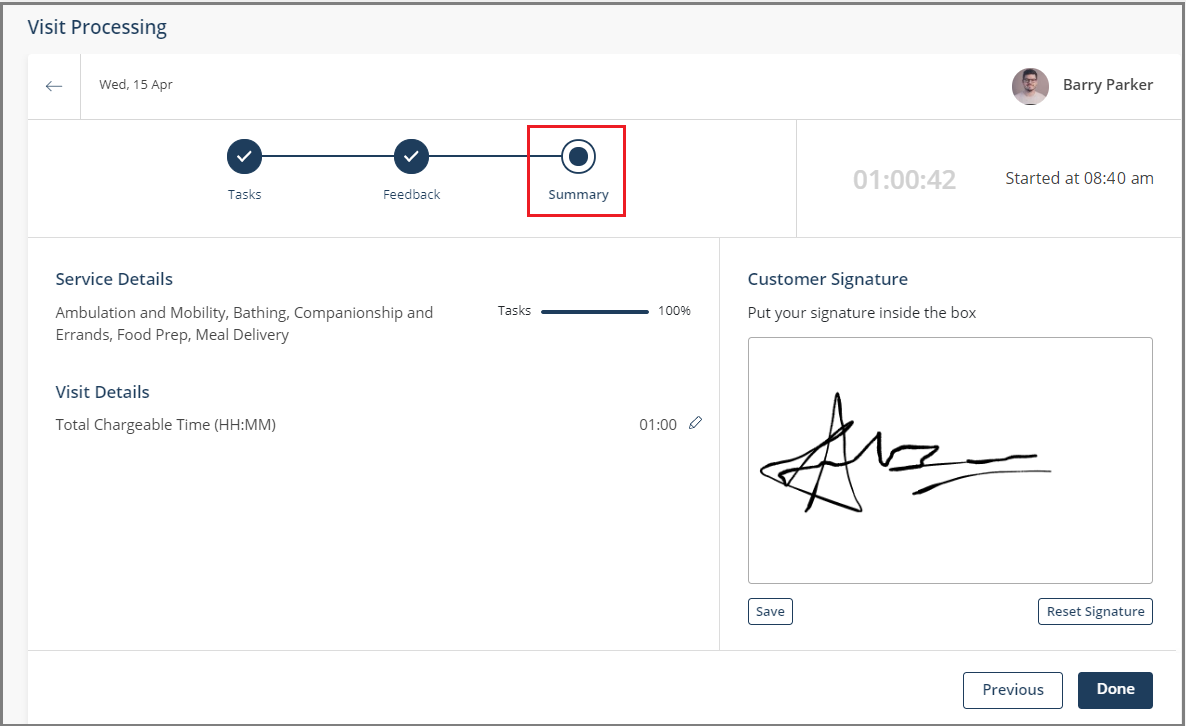 Visit Processing
Wed, 15 Apr
Barry Parker
Tasks
Feedback
Summary
01:00:42
Started at 08:40 am
Service Details
Ambulation and Mobility, Bathing, Companionship and
Errands, Food Prep, Meal Delivery
Tasks
100%
Visit Details
Total Chargeable Time (HH:MM)
01:00
Customer Signature
Put your signature inside the box
Save
Reset Signature
Previous
Done